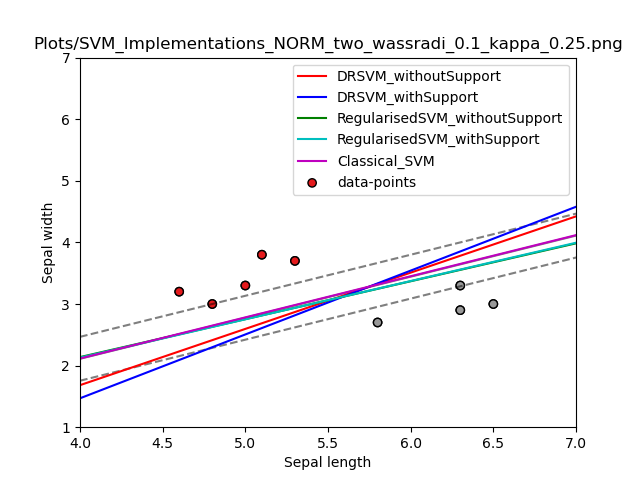 Plots/SVM_Implementations_NORM_two_wassradi_0.1_kappa_0.25.png
DRSVM_withoutSupport
DRSVM_withSupport
RegularisedSVM_withoutSupport
RegularisedSVM_withSupport
Classical_SVM
data-points
7
6
5
4
3
2
1
Sepal width
4.0 4.5 5.0 5.5 6.0 6.5 7.0
Sepal length